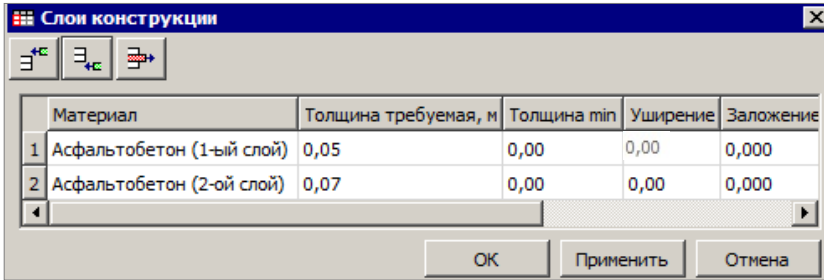 Слои конструкции
Материал Толщина требуемая, м Толщина min Уширение Заложение
1 Асфальтобетон (1-ый слой) 0,05 0,00 0,00 0,000
2 Асфальтобетон (2-ой слой) 0,07 0,00 0,00 0,000
OK Применить Отмена